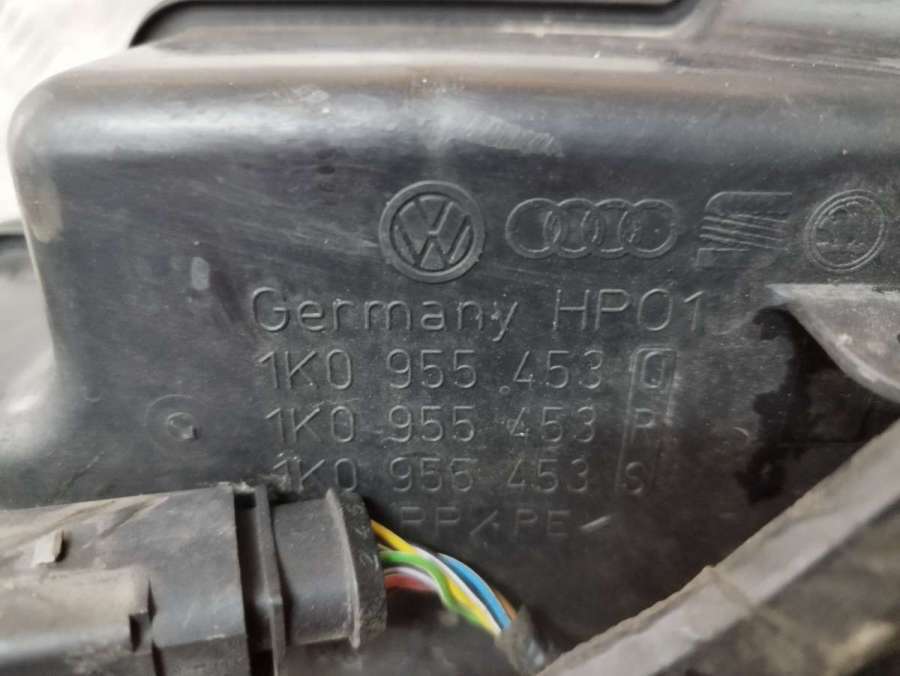 Germany HP01
1K0 955 453 Q
1K0 955 453 R
1K0 955 453 S
PP/PE